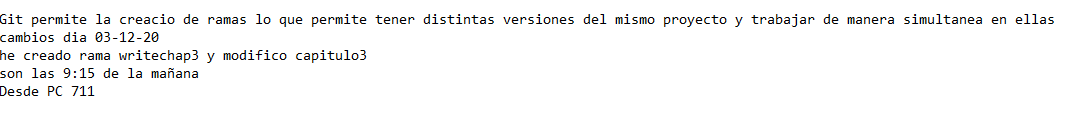 Git permite la creacio de ramas lo que permite tener distintas versiones del mismo proyecto y trabajar de manera simultanea en ellas
cambios dia 03-12-20
he creado rama writechap3 y modifico capitulo3
son las 9:15 de la mañana
Desde PC 711